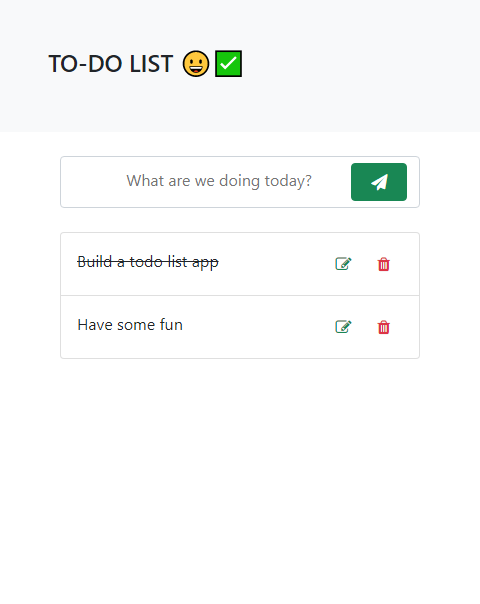 TO-DO LIST 😀✅
What are we doing today?
Build a todo list app
Have some fun